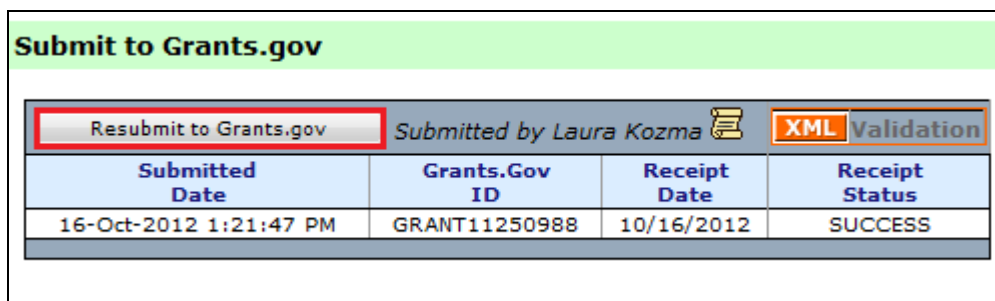 Submit to Grants.gov
Resubmit to Grants.gov Submitted by Laura Kozma XML Validation
Submitted Grants.Gov Receipt Receipt
Date ID Date Status
16-Oct-2012 1:21:47 PM GRANT11250988 10/16/2012 SUCCESS